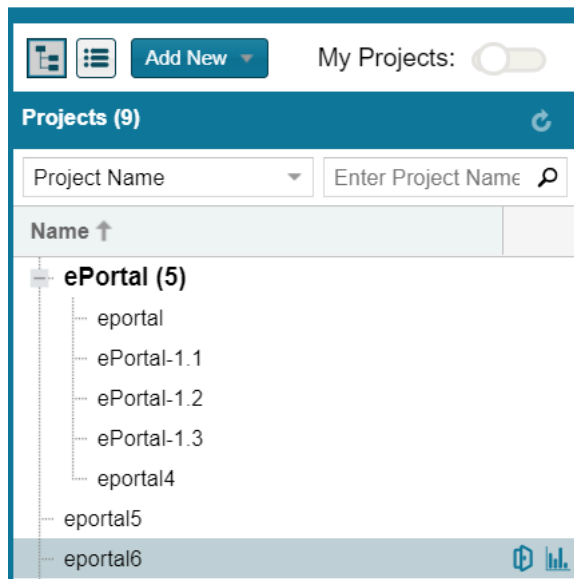 Add New My Projects:
Projects (9)
Project Name Enter Project Name
Name
ePortal (5)
eportal
ePortal-1.1
ePortal-1.2
ePortal-1.3
eportal4
eportal5
eportal6